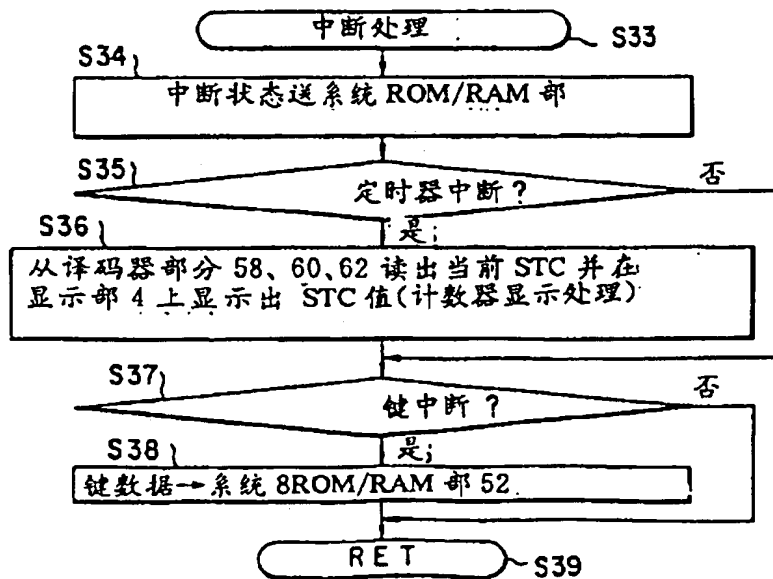 中断处理
S33
S34
中断状态送系统 ROM/RAM 部
S35
定时器中断?
否
是;
S36
从译码器部分 58、60、62 读出当前 STC 并在
显示部 4 上显示出 STC 值(计数器显示处理)
S37
键中断 ?
否
是;
S38
键数据→系统 8ROM/RAM 部 52
RET
S39